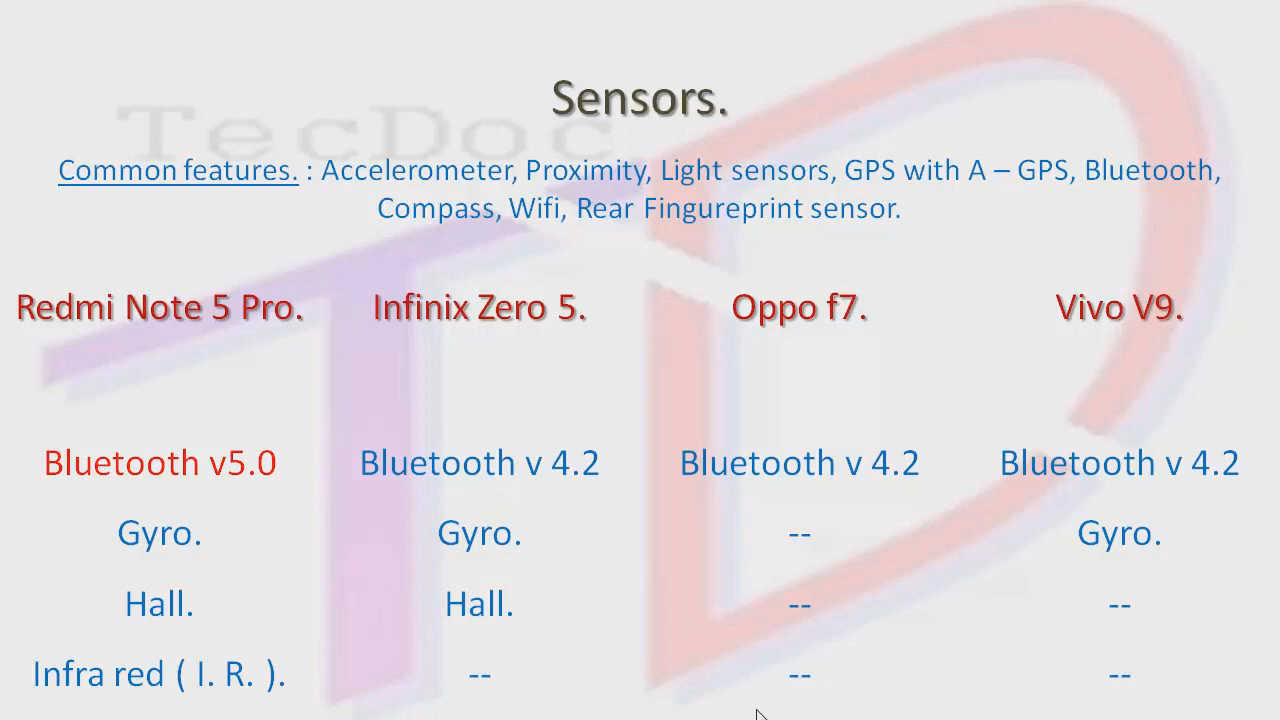 Sensors.
TecDoc
Common features. : Accelerometer, Proximity, Light sensors, GPS with A – GPS, Bluetooth,
Compass, Wifi, Rear Fingureprint sensor.
Redmi Note 5 Pro. Infinix Zero 5. Oppo f7. Vivo V9.
Bluetooth v5.0 Bluetooth v 4.2 Bluetooth v 4.2 Bluetooth v 4.2
Gyro. Gyro. -- Gyro.
Hall. Hall. -- --
Infra red ( I. R. ). -- -- --